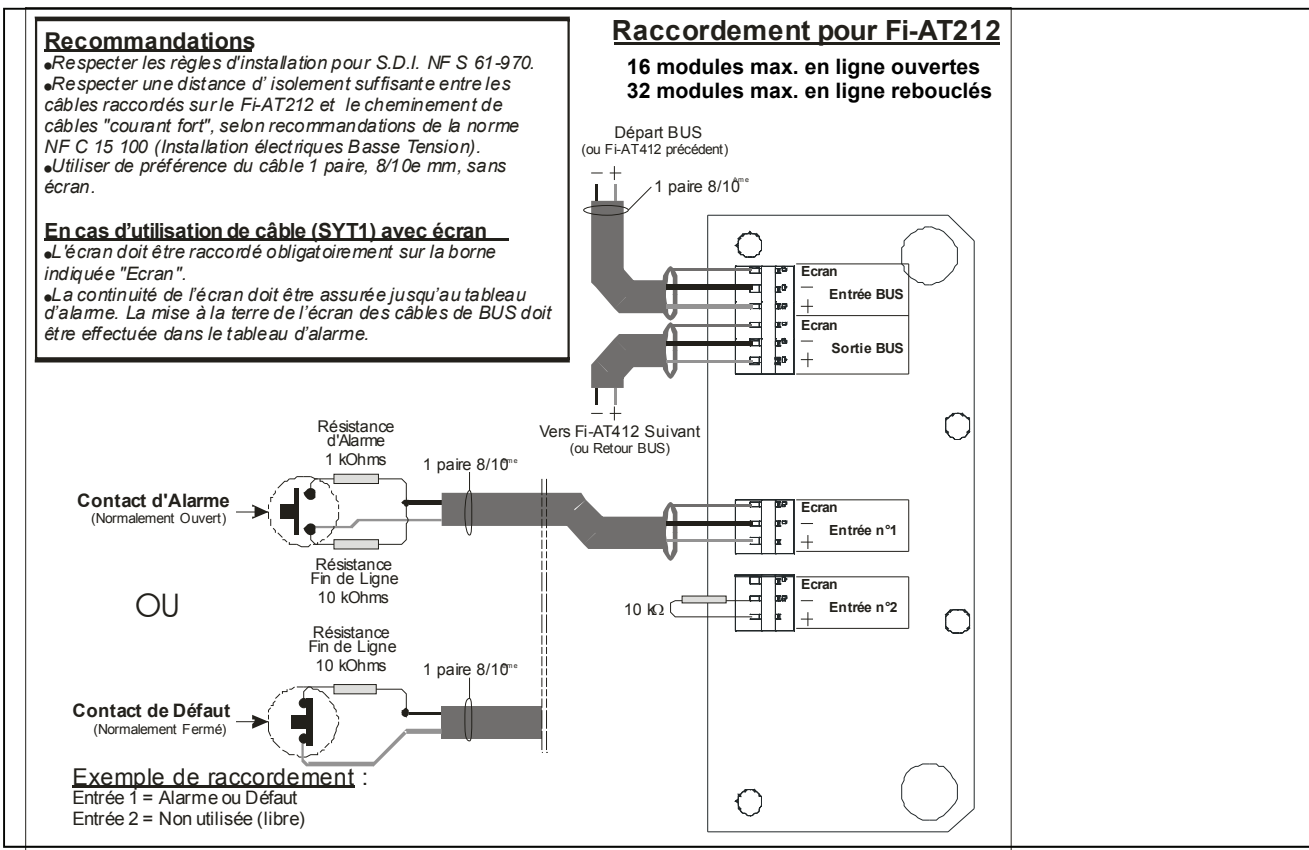 Recommandations
•Respecter les règles d'installation pour S.D.I. NF S 61-970.
•Respecter une distance d' isolement suffisante entre les
câbles raccordés sur le Fi-AT212 et le cheminement de
câbles "courant fort", selon recommandations de la norme
NF C 15 100 (Installation électriques Basse Tension).
•Utiliser de préférence du câble 1 paire, 8/10e mm, sans
écran.
En cas d'utilisation de câble (SYT1) avec écran
•L'écran doit être raccordé obligatoirement sur la borne
indiquée "Ecran".
•La continuité de l'écran doit être assurée jusqu'au tableau
d'alarme. La mise à la terre de l'écran des câbles de BUS doit
être effectuée dans le tableau d'alarme.
Raccordement pour Fi-AT212
16 modules max. en ligne ouvertes
32 modules max. en ligne rebouclés
Départ BUS
(ou Fi-AT412 précédent)
– +
1 paire 8/10ème
Ecran
–
Entrée BUS
+
Ecran
–
Sortie BUS
+
– +
Vers Fi-AT412 Suivant
(ou Retour BUS)
Résistance
d'Alarme
1 kOhms
1 paire 8/10ème
Contact d'Alarme
(Normalement Ouvert)
Résistance
Fin de Ligne
10 kOhms
Ecran
–
Entrée n°1
+
Ecran
–
Entrée n°2
+
10 kΩ
OU
Résistance
Fin de Ligne
10 kOhms
1 paire 8/10ème
Contact de Défaut
(Normalement Fermé)
Exemple de raccordement :
Entrée 1 = Alarme ou Défaut
Entrée 2 = Non utilisée (libre)